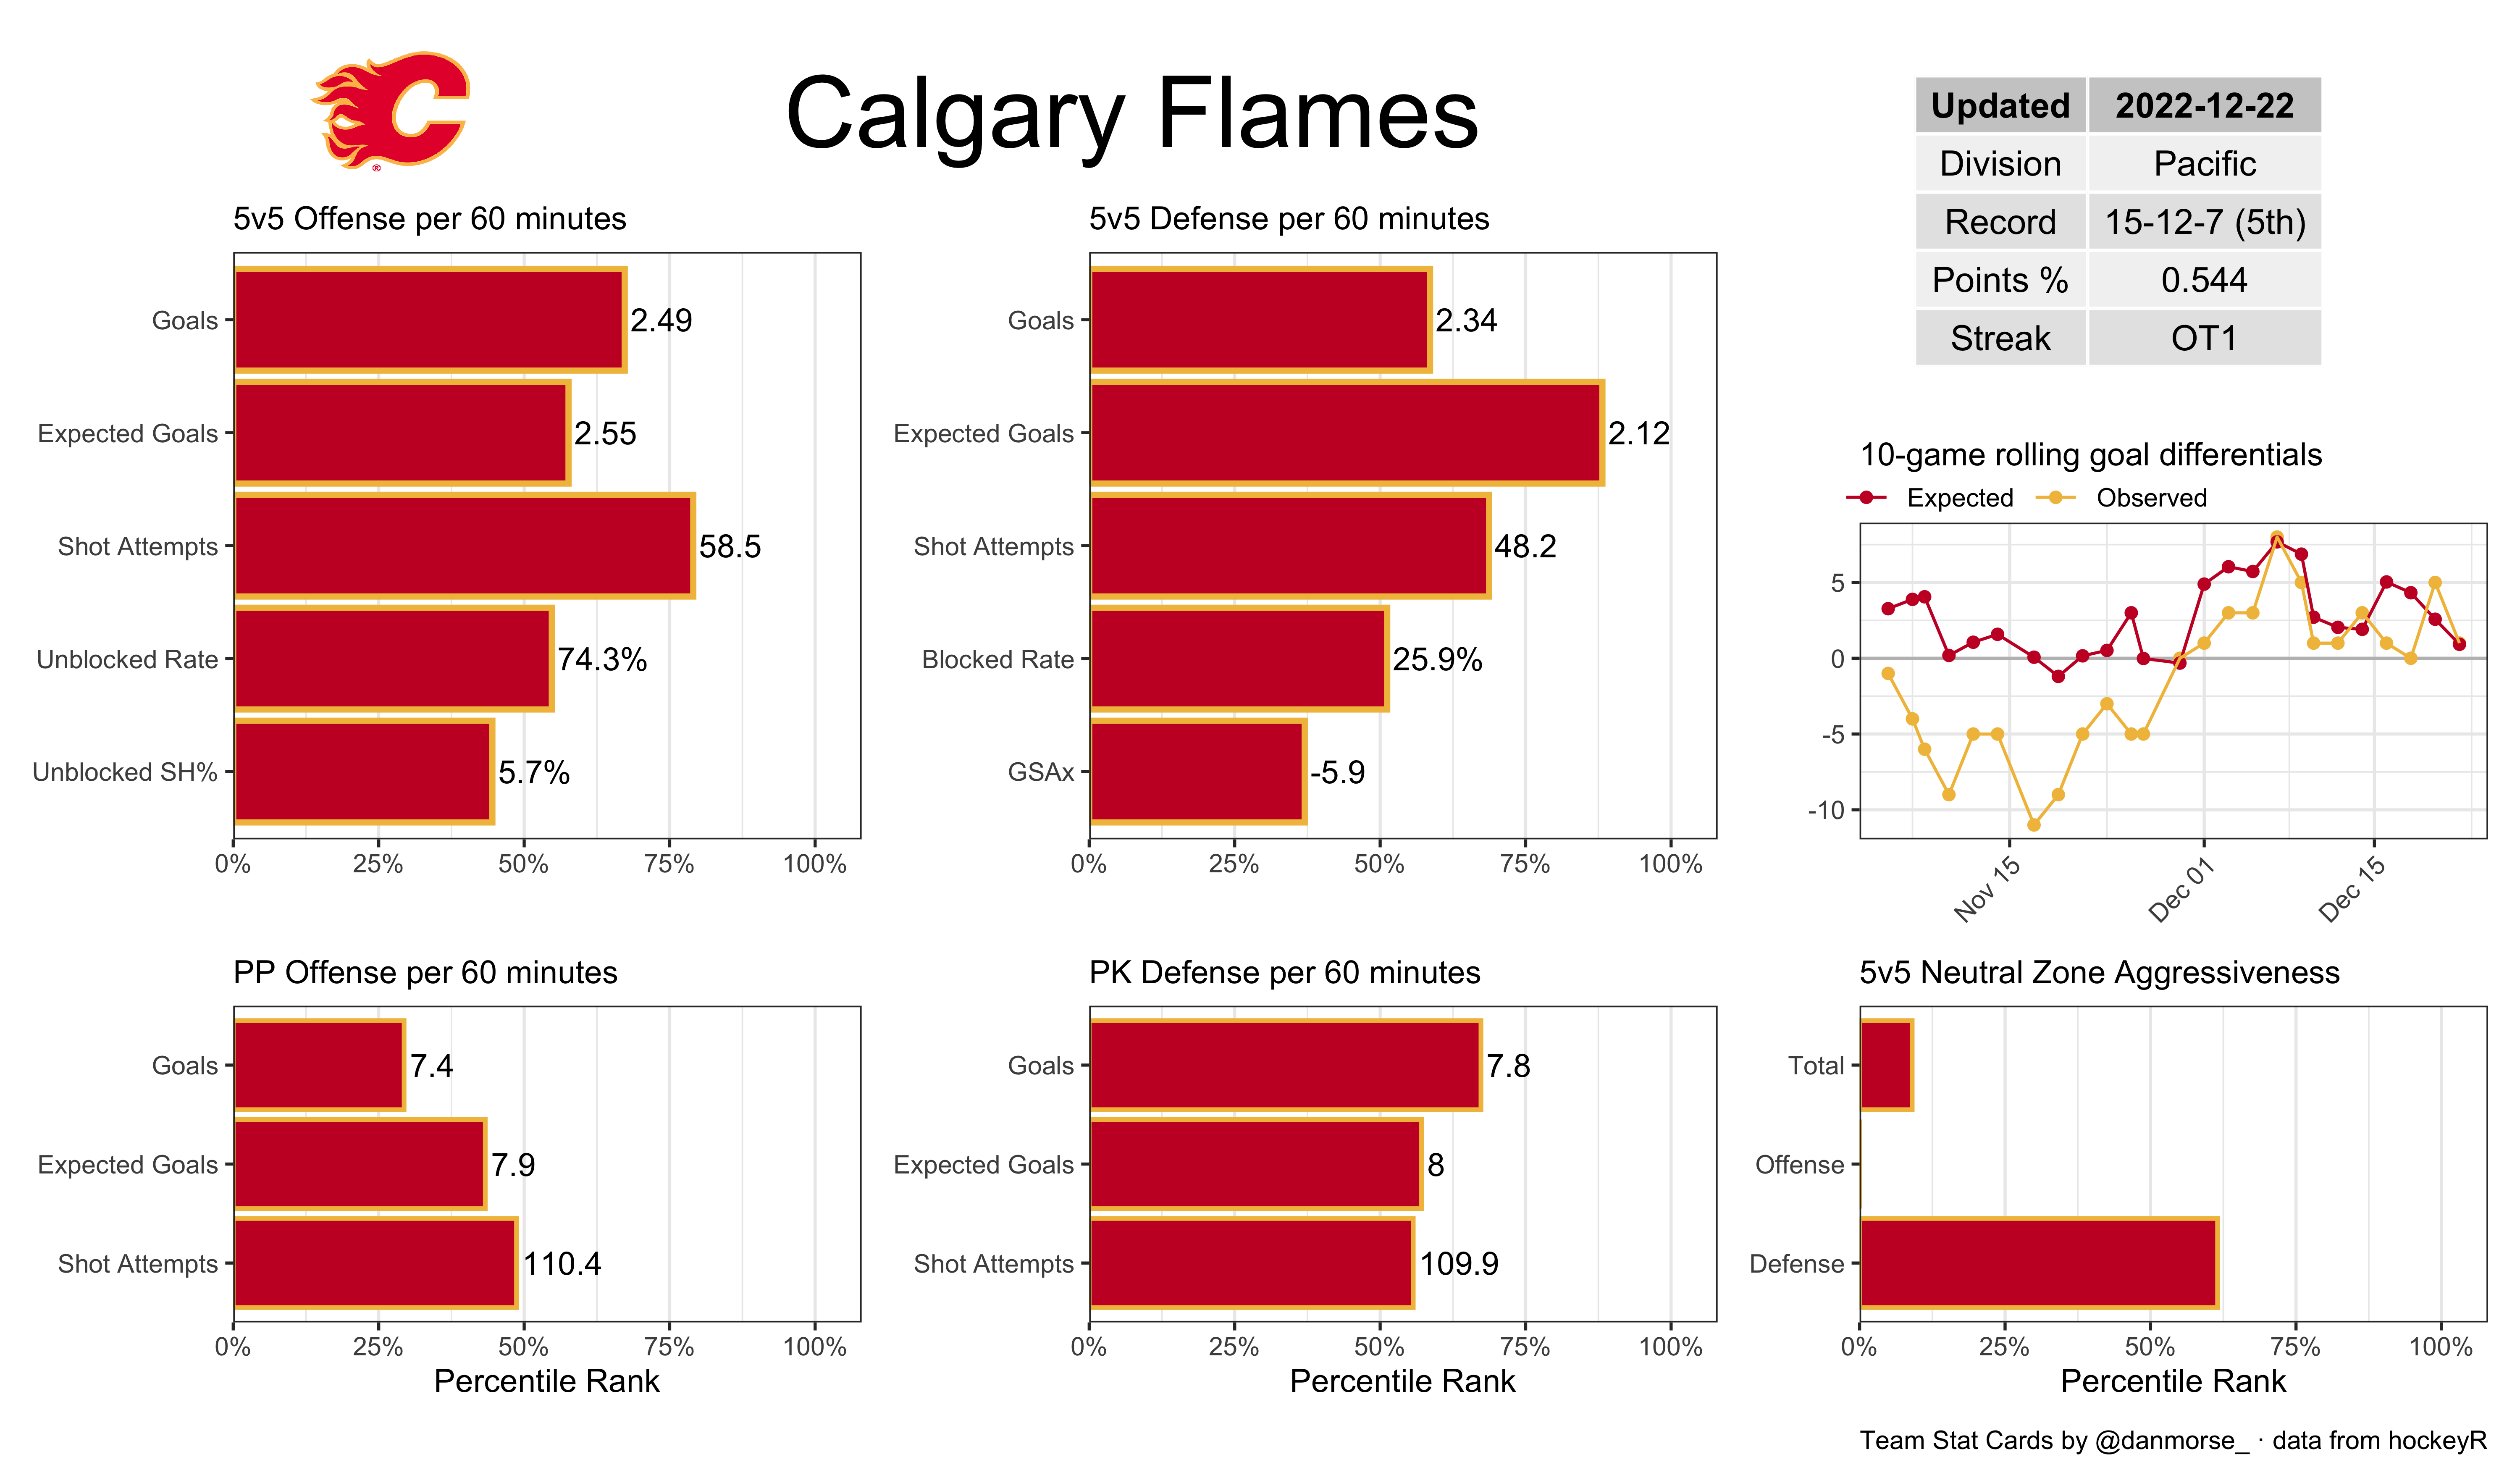 Calgary Flames
Updated 2022-12-22
Division Pacific
Record 15-12-7 (5th)
Points % 0.544
Streak OT1
5v5 Offense per 60 minutes
Goals 2.49
Expected Goals 2.55
Shot Attempts 58.5
Unblocked Rate 74.3%
Unblocked SH% 5.7%
0% 25% 50% 75% 100%
5v5 Defense per 60 minutes
Goals 2.34
Expected Goals 2.12
Shot Attempts 48.2
Blocked Rate 25.9%
GSAx -5.9
0% 25% 50% 75% 100%
10-game rolling goal differentials
Expected Observed
5
0
-5
-10
Nov 15 Dec 01 Dec 15
PP Offense per 60 minutes
Goals 7.4
Expected Goals 7.9
Shot Attempts 110.4
0% 25% 50% 75% 100%
Percentile Rank
PK Defense per 60 minutes
Goals 7.8
Expected Goals 8
Shot Attempts 109.9
0% 25% 50% 75% 100%
Percentile Rank
5v5 Neutral Zone Aggressiveness
Total
Offense
Defense
0% 25% 50% 75% 100%
Percentile Rank
Team Stat Cards by @danmorse_ · data from hockeyR